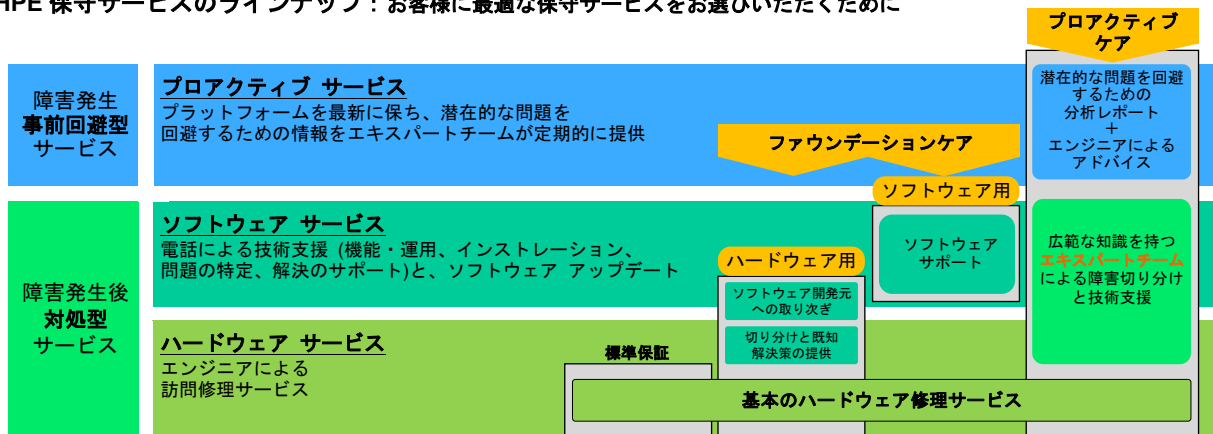 HPE 保守サービスのラインナップ：お客様に最適な保守サービスをお選びいただくために
プロアクティブ
ケア
障害発生
事前回避型
サービス
プロアクティブ サービス
プラットフォームを最新に保ち、潜在的な問題を
回避するための情報をエキスパートチームが定期的に提供
潜在的な問題を回避
するための
分析レポート
＋
エンジニアによる
アドバイス
ファウンデーションケア
ソフトウェア用
障害発生後
対処型
サービス
ソフトウェア サービス
電話による技術支援 (機能・運用、インストレーション、
問題の特定、解決のサポート)と、ソフトウェア アップデート
ソフトウェア
サポート
広範な知識を持つ
エキスパートチーム
による障害切り分け
と技術支援
ハードウェア用
ソフトウェア開発元
への取り次ぎ
切り分けと既知
解決策の提供
ハードウェア サービス
エンジニアによる
訪問修理サービス
標準保証
基本のハードウェア修理サービス